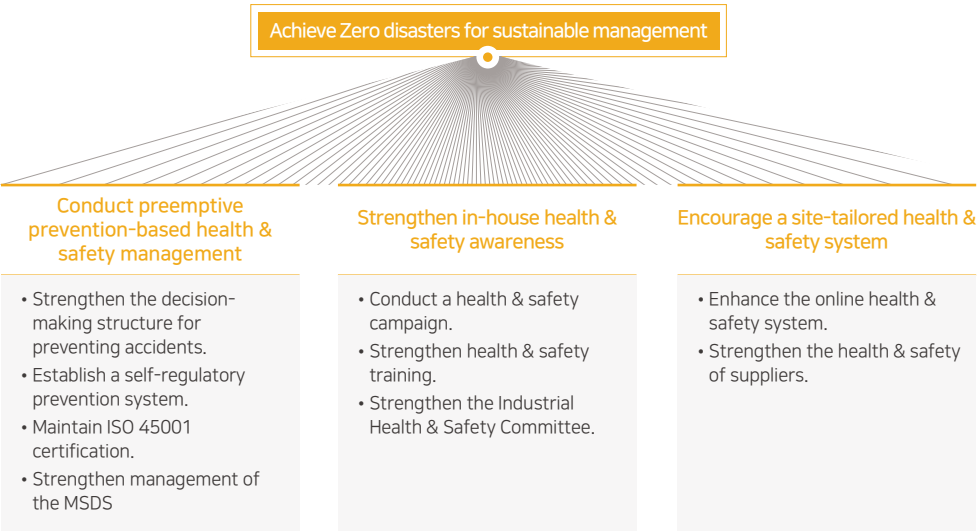 Achieve Zero disasters for sustainable management
Conduct preemptive
prevention-based health &
safety management
• Strengthen the decision-
making structure for
preventing accidents.
• Establish a self-regulatory
prevention system.
• Maintain ISO 45001
certification.
• Strengthen management of
the MSDS
Strengthen in-house health &
safety awareness
• Conduct a health & safety
campaign.
• Strengthen health & safety
training.
• Strengthen the Industrial
Health & Safety Committee.
Encourage a site-tailored health &
safety system
• Enhance the online health &
safety system.
• Strengthen the health & safety
of suppliers.